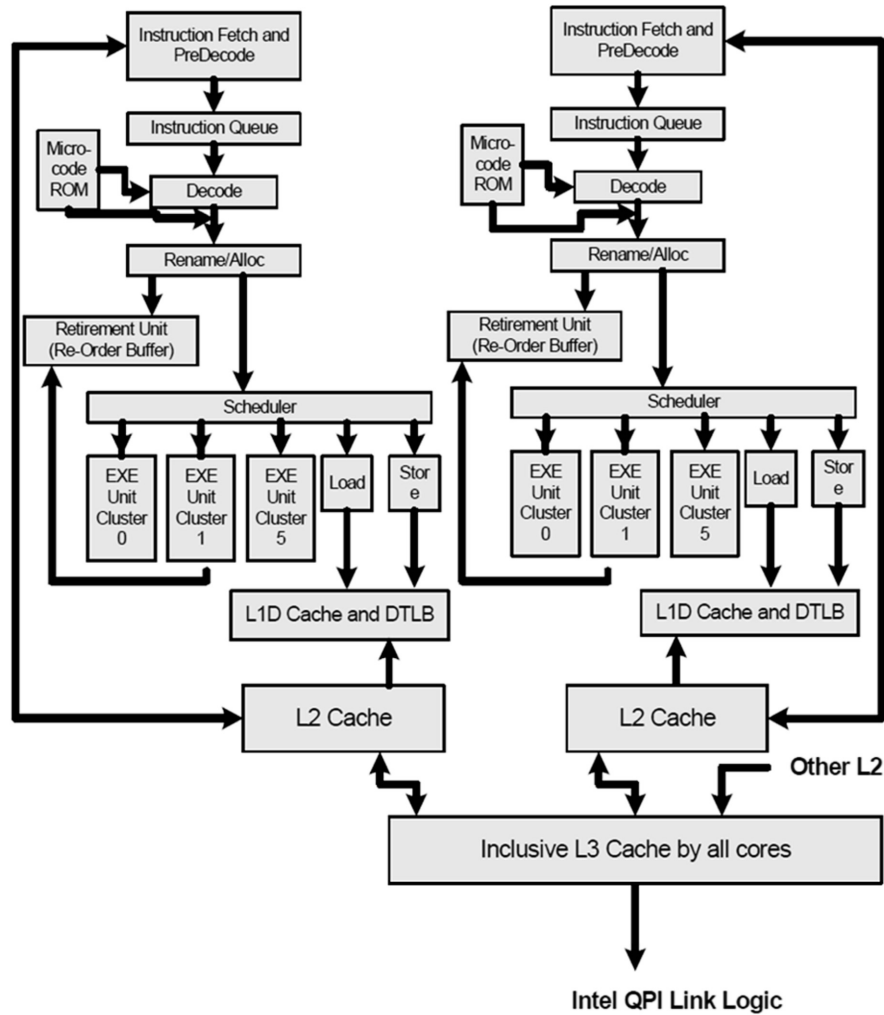 Instruction Fetch and
PreDecode
Instruction Queue
Micro-
code
ROM
Decode
Rename/Alloc
Retirement Unit
(Re-Order Buffer)
Scheduler
EXE
Unit
Cluster
0
EXE
Unit
Cluster
1
EXE
Unit
Cluster
5
Load
Stor
e
L1D Cache and DTLB
L2 Cache
Instruction Fetch and
PreDecode
Instruction Queue
Micro-
code
ROM
Decode
Rename/Alloc
Retirement Unit
(Re-Order Buffer)
Scheduler
EXE
Unit
Cluster
0
EXE
Unit
Cluster
1
EXE
Unit
Cluster
5
Load
Stor
e
L1D Cache and DTLB
L2 Cache
Other L2
Inclusive L3 Cache by all cores
Intel QPI Link Logic